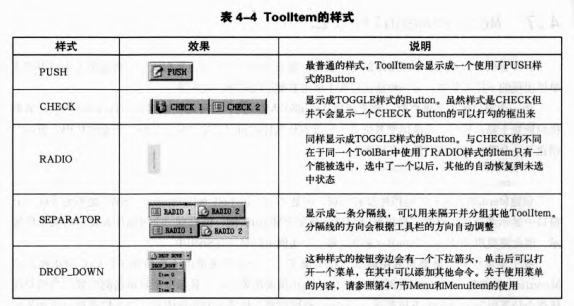 表 4-4 ToolItem的样式
样式 效果 说明
PUSH
PUSH
最普通的样式，ToolItem会显示成一个使用了PUSH样
式的Button
CHECK
CHECK 1 CHECK 2
显示成TOGGLE样式的Button。虽然样式是CHECK但
并不会显示一个CHECK Button的可以打勾的框出来
RADIO
同样显示成TOGGLE样式的Button。与CHECK的不同
在于同一个ToolBar中使用了RADIO样式的Item只有一
个能被选中，选中了一个以后，其他的自动恢复到未选
中状态
SEPARATOR
RADIO 1 RADIO 2
RADIO 1 RADIO 2
显示成一条分隔线，可以用来隔开并分组其他ToolItem。
分隔线的方向会根据工具栏的方向自动调整
DROP_DOWN
DROP DOWN
DROP_DOWN
Item 0
Item 1
这种样式的按钮旁边会有一个下拉箭头，单击后可以打
开一个菜单，在其中可以添加其他命令。关于使用菜单
的内容，请参照第4.7节Menu和MenuItem的使用